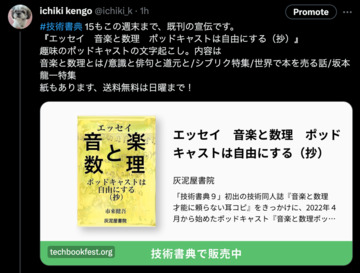 ichiki kengo @ichiki_k · 1h
Promote
#技術書典 15もこの週末まで、既刊の宣伝です。
『エッセイ 音楽と数理 ポッドキャストは自由にする（抄）』
趣味のポッドキャストの文字起こし。内容は
音楽と数理とは/意識と俳句と道元と/シブリク特集/世界で本を売る話/坂本
龍一特集
紙もあります、送料無料は日曜まで！
エッセイ
音楽と
数理
ポッドキャストは
自由にする
（抄）
市来健吾
灰泥屋書院
エッセイ 音楽と数理 ポッド
キャストは自由にする（抄）
灰泥屋書院
「技術書典９」初出の技術同人誌『音楽と数理
才能に頼らない耳コピ』をきっかけに、2022年４
月から始めたポッドキャスト『音楽と数理ポッ…
techbookfest.org
技術書典で販売中